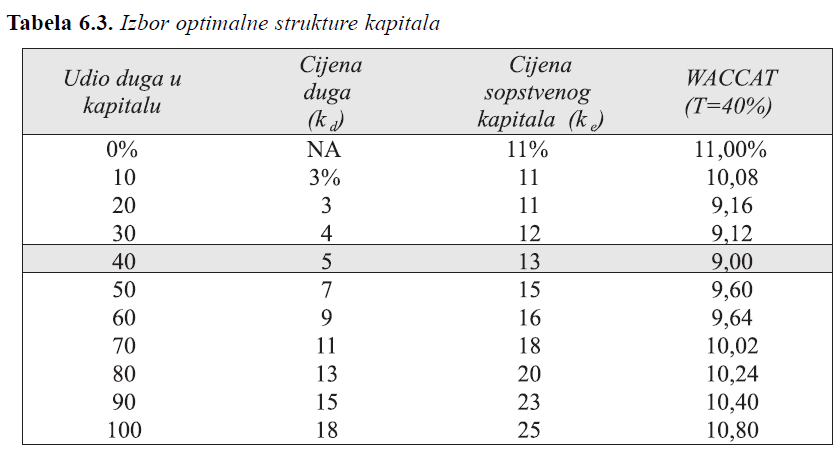 Tabela 6.3. Izbor optimalne strukture kapitala
Udio duga u kapitalu | Cijena duga (k d) | Cijena sopstvenog kapitala (k e) | WACCAT (T=40%)
0% | NA | 11% | 11,00%
10 | 3% | 11 | 10,08
20 | 3 | 11 | 9,16
30 | 4 | 12 | 9,12
40 | 5 | 13 | 9,00
50 | 7 | 15 | 9,60
60 | 9 | 16 | 9,64
70 | 11 | 18 | 10,02
80 | 13 | 20 | 10,24
90 | 15 | 23 | 10,40
100 | 18 | 25 | 10,80